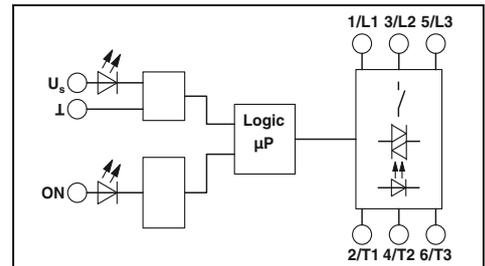 1/L1 3/L2 5/L3
Us
⊥
Logic
µP
ON
2/T1 4/T2 6/T3